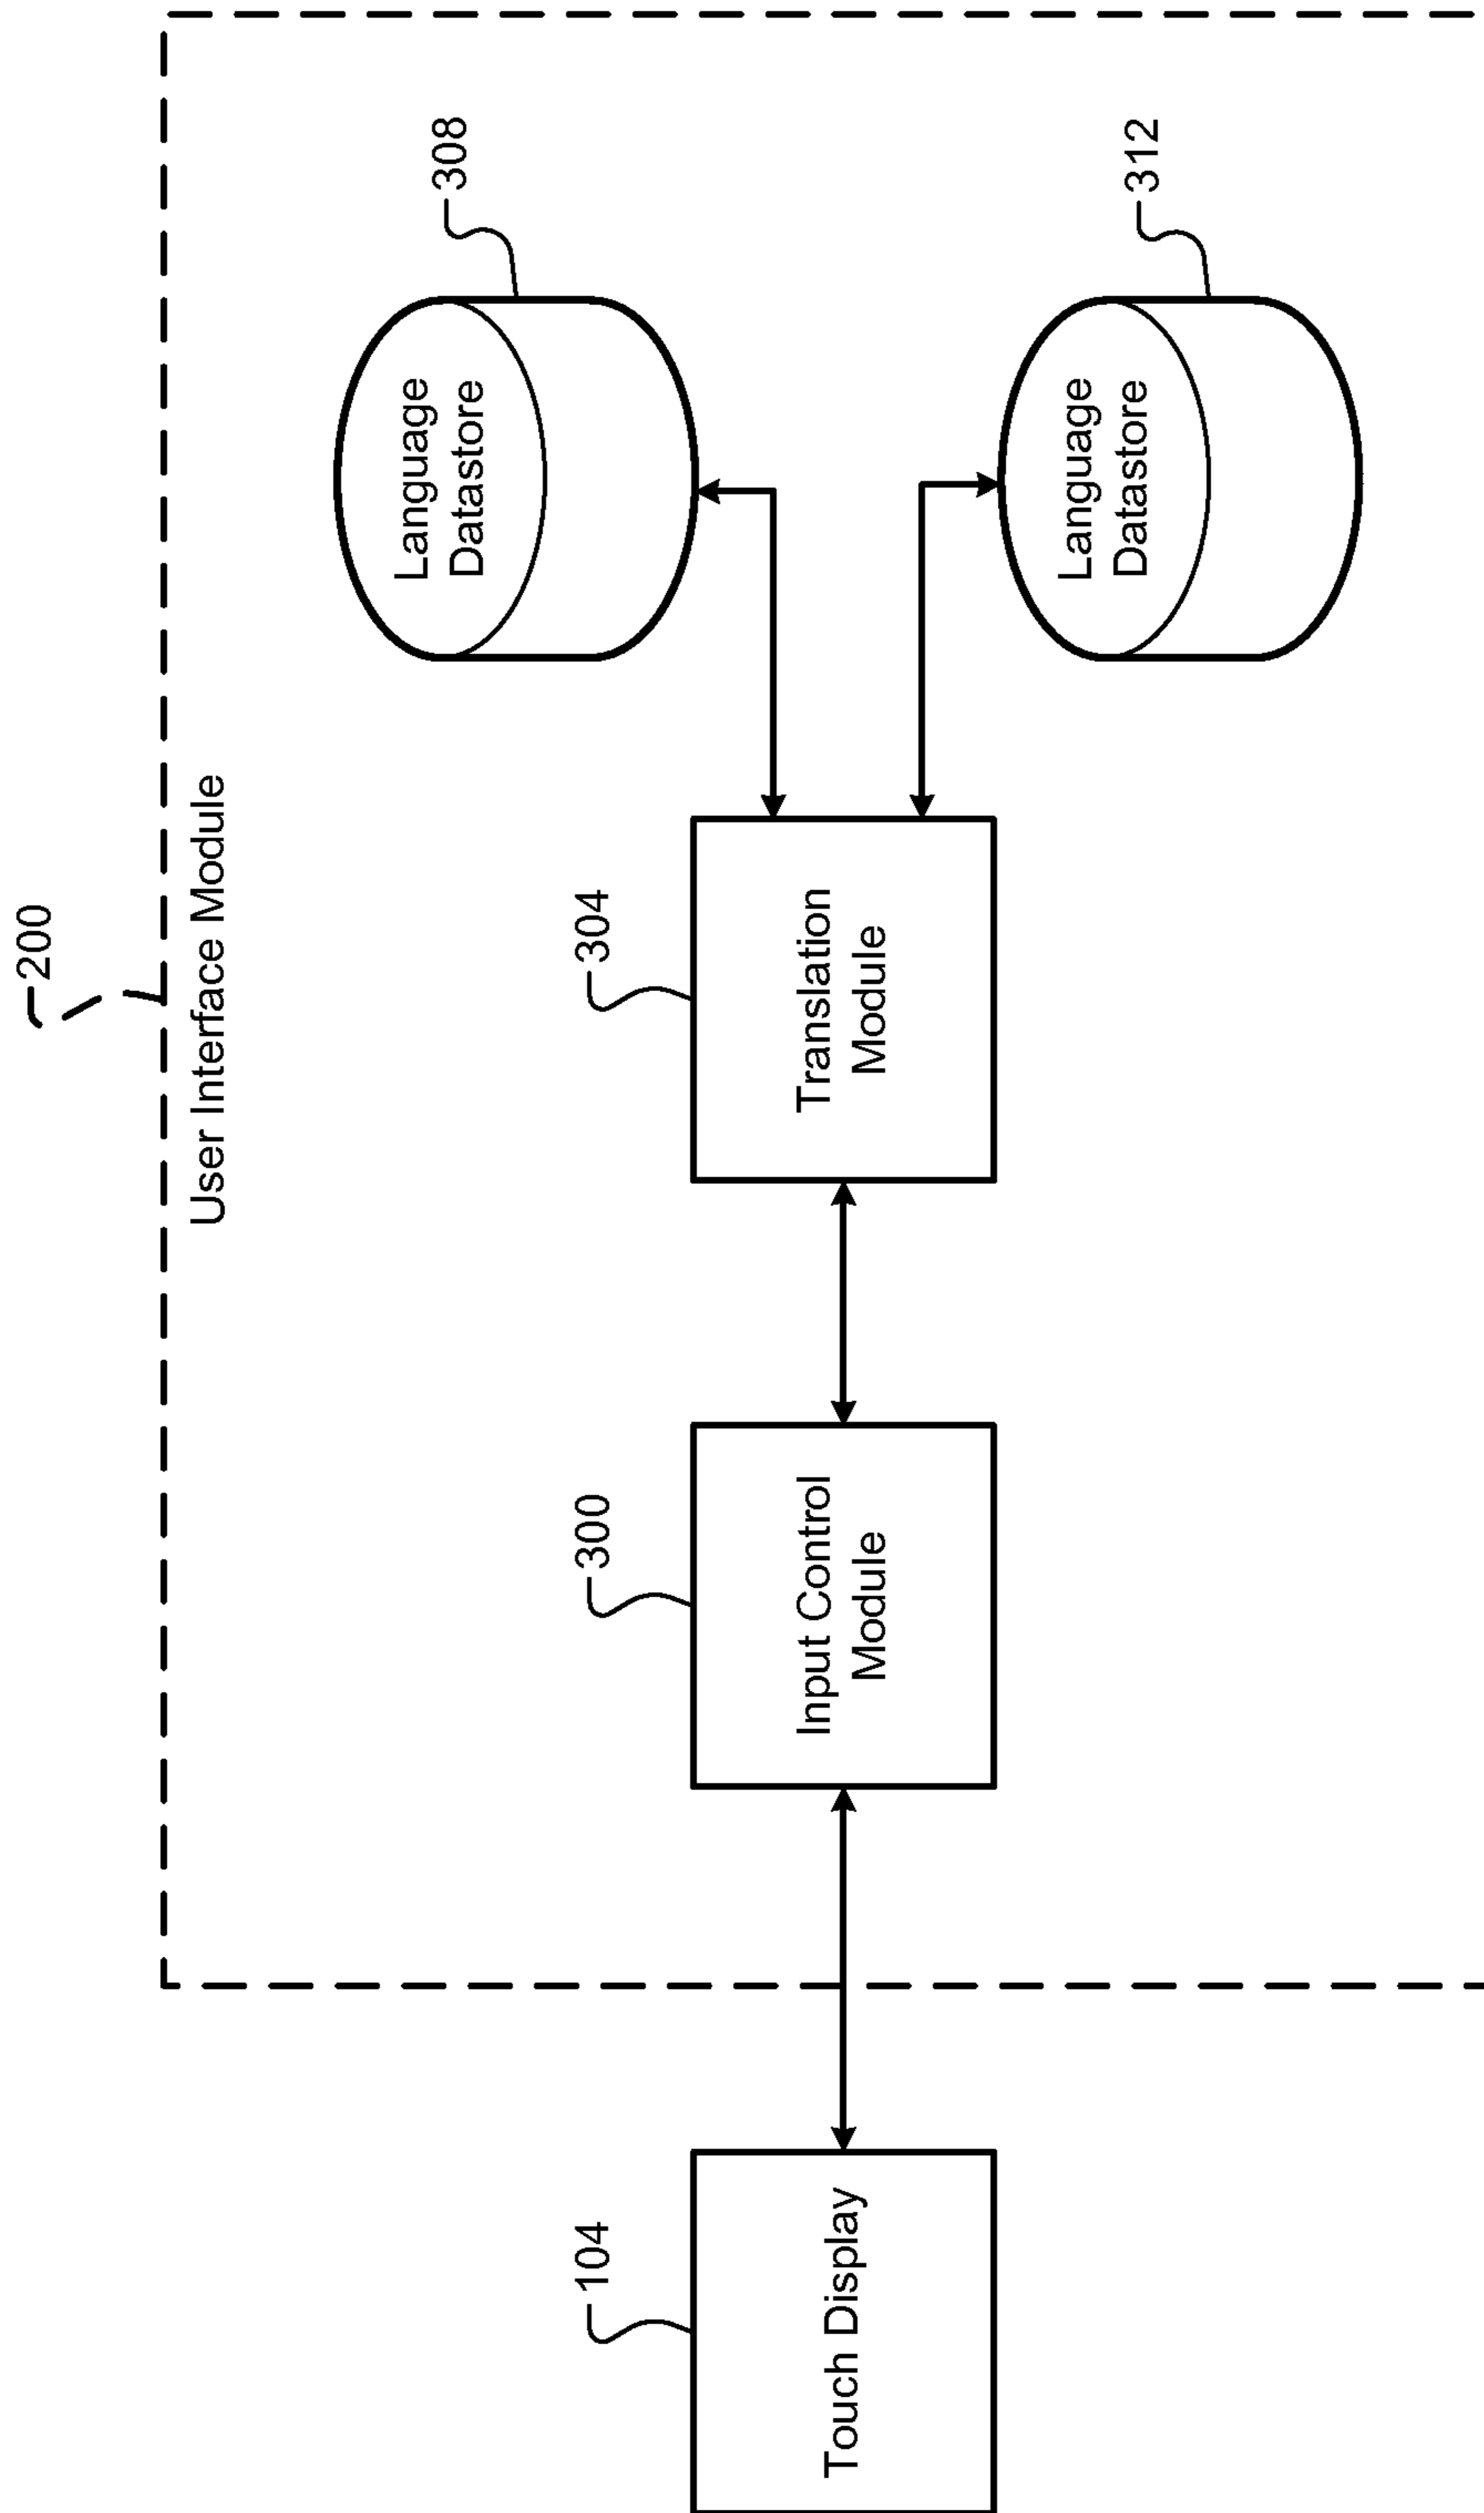 200
User Interface Module
308
Language
Datastore
304
Translation
Module
300
Input Control
Module
104
Touch Display
312
Language
Datastore